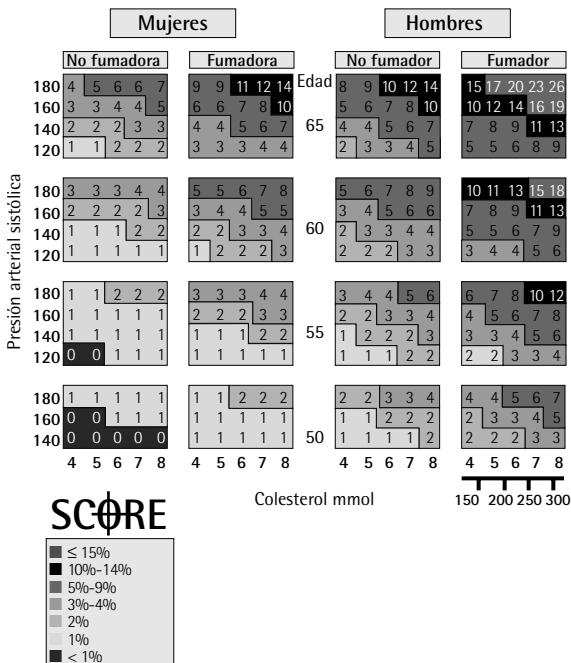 Mujeres Hombres
No fumadora Fumadora No fumador Fumador
Edad
180 4 5 6 6 7 9 9 11 12 14 8 9 10 12 14 15 17 20 23 26
160 3 3 4 4 5 6 6 7 8 10 6 6 7 8 10 10 12 14 16 19
65
140 2 2 2 3 3 4 4 5 6 7 4 4 5 6 7 7 8 9 11 13
120 1 1 2 2 2 3 3 3 4 4 2 3 3 4 5 5 5 6 8 9
180 3 3 3 4 4 5 5 6 7 8 5 6 7 8 9 10 11 13 15 18
160 2 2 2 2 3 3 4 4 5 5 3 4 5 6 6 7 8 9 11 13
60
140 1 1 1 2 2 2 2 3 3 4 2 3 3 4 4 5 5 6 7 9
120 1 1 1 1 1 1 2 2 2 3 2 2 2 3 3 3 4 4 5 6
180 1 1 2 2 2 3 3 3 4 4 3 4 4 5 6 6 7 8 10 12
160 1 1 1 1 1 2 2 2 3 3 2 2 3 3 4 4 5 6 7 8
55
140 1 1 1 1 1 1 1 1 2 2 1 2 2 2 3 3 3 4 5 6
120 0 0 1 1 1 1 1 1 1 1 1 1 1 2 2 2 2 3 3 4
180 1 1 1 1 1 1 1 2 2 2 2 2 3 3 4 4 4 5 6 7
160 0 0 1 1 1 1 1 1 1 1 1 1 2 2 2 2 3 3 4 5
140 0 0 0 0 0 1 1 1 1 1 50 1 1 1 1 2 2 2 2 3 3
4 5 6 7 8 4 5 6 7 8 4 5 6 7 8 4 5 6 7 8
Presión arterial sistólica
Colesterol mmol
150 200 250 300
SCORE
≤ 15%
10%-14%
5%-9%
3%-4%
2%
1%
< 1%